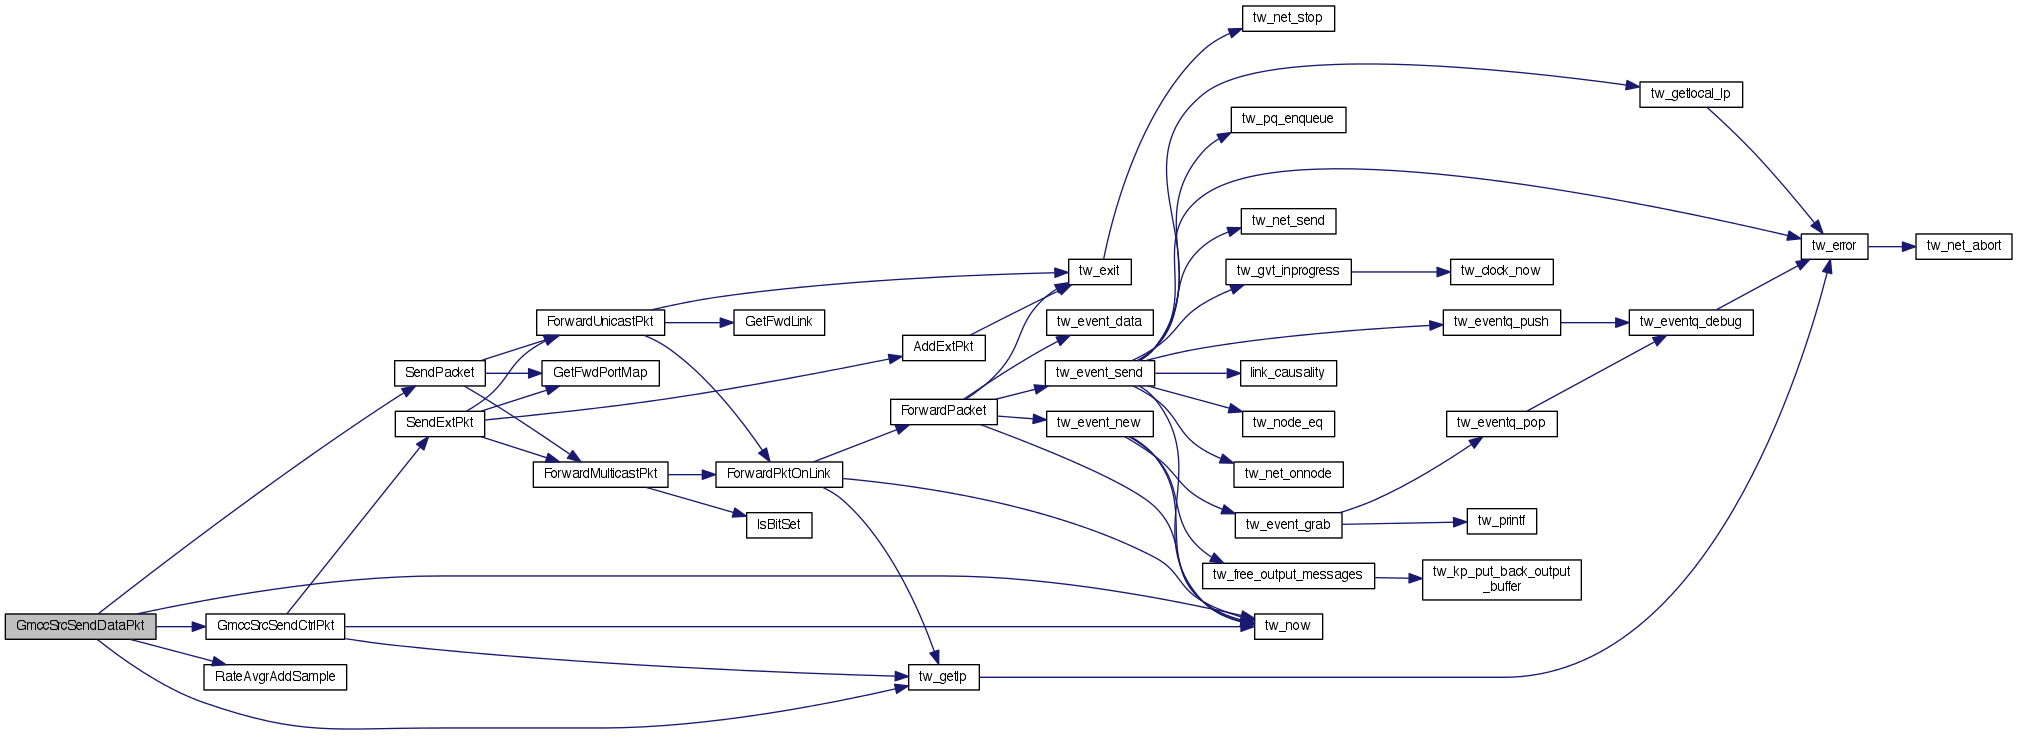 tw_net_stop
tw_getlocal_lp
tw_pq_enqueue
tw_net_send
tw_error
tw_net_abort
tw_exit
tw_gvt_inprogress
tw_clock_now
ForwardUnicastPkt
GetFwdLink
tw_event_data
tw_eventq_push
tw_eventq_debug
AddExtPkt
SendPacket
GetFwdPortMap
tw_event_send
link_causality
ForwardPacket
SendExtPkt
tw_event_new
tw_node_eq
tw_eventq_pop
ForwardMulticastPkt
ForwardPktOnLink
tw_net_onnode
IsBitSet
tw_event_grab
tw_printf
tw_free_output_messages
tw_kp_put_back_output
_buffer
GmccSrcSendDataPkt
GmccSrcSendCtrlPkt
tw_now
RateAvgrAddSample
tw_getlp